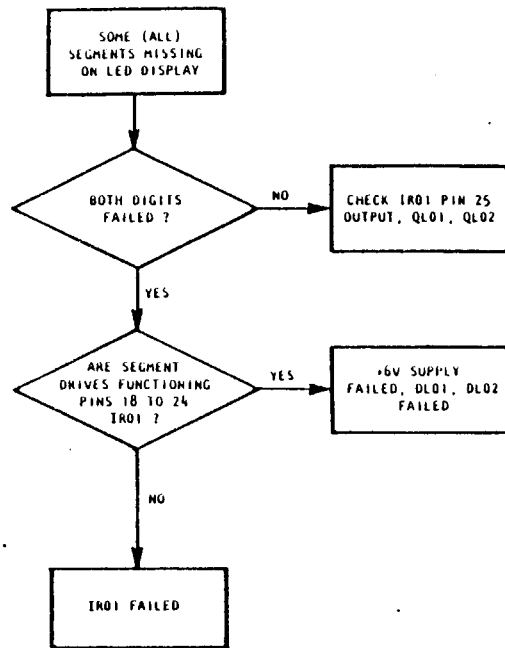 SOME (ALL)
SEGMENTS MISSING
ON LED DISPLAY
BOTH DIGITS
FAILED ?
NO
CHECK IR01 PIN 25
OUTPUT, QL01, QL02
YES
ARE SEGMENT
DRIVES FUNCTIONING
PINS 18 TO 24
IR01 ?
YES
+6V SUPPLY
FAILED, DL01, DL02
FAILED
NO
IR01 FAILED